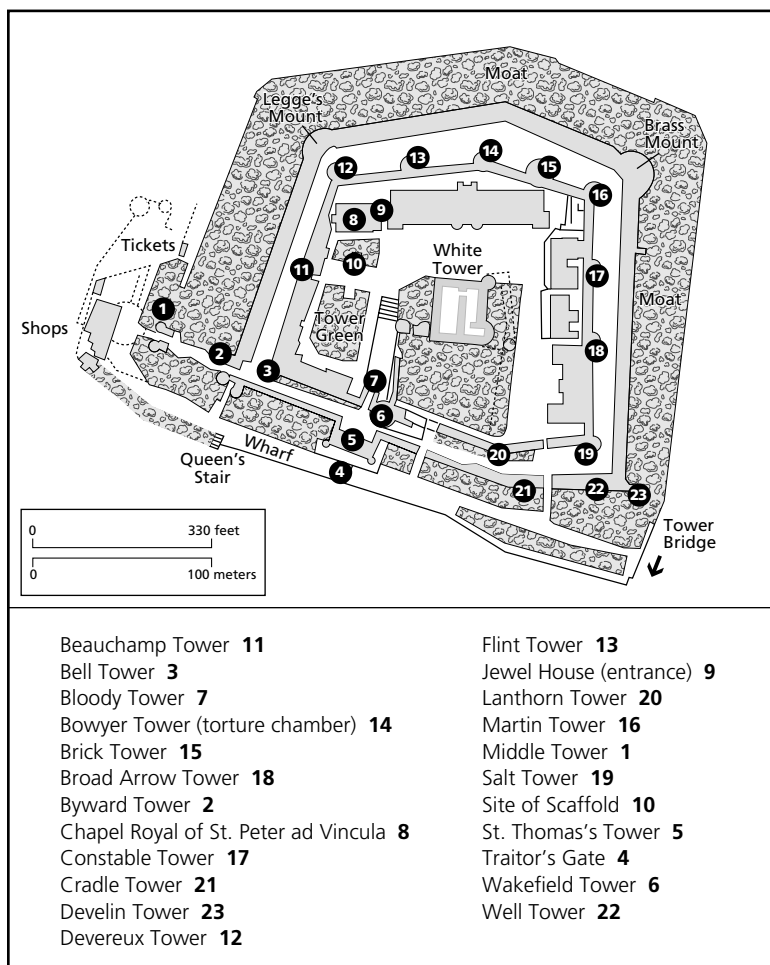 Moat
Legge's
Mount
Brass
Mount
14
13
15
12
16
9
8
Tickets
10
White
Tower
11
17
Moat
1
Tower
Green
Shops
2
18
3
7
6
5
Wharf
20
19
Queen's
Stair
4
21
22
23
Tower
Bridge
0 330 feet
0 100 meters
Beauchamp Tower 11
Bell Tower 3
Bloody Tower 7
Bowyer Tower (torture chamber) 14
Brick Tower 15
Broad Arrow Tower 18
Byward Tower 2
Chapel Royal of St. Peter ad Vincula 8
Constable Tower 17
Cradle Tower 21
Develin Tower 23
Devereux Tower 12
Flint Tower 13
Jewel House (entrance) 9
Lanthorn Tower 20
Martin Tower 16
Middle Tower 1
Salt Tower 19
Site of Scaffold 10
St. Thomas's Tower 5
Traitor's Gate 4
Wakefield Tower 6
Well Tower 22